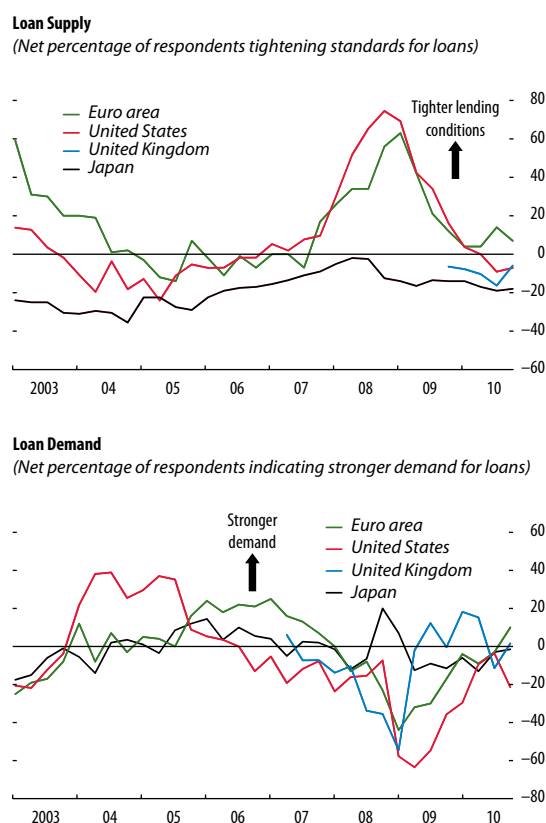 Loan Supply
(Net percentage of respondents tightening standards for loans)
Euro area
United States
United Kingdom
Japan
Tighter lending
conditions
80
60
40
20
0
−20
−40
−60
2003 04 05 06 07 08 09 10
Loan Demand
(Net percentage of respondents indicating stronger demand for loans)
Stronger
demand
Euro area
United States
United Kingdom
Japan
60
40
20
0
−20
−40
−60
−80
2003 04 05 06 07 08 09 10